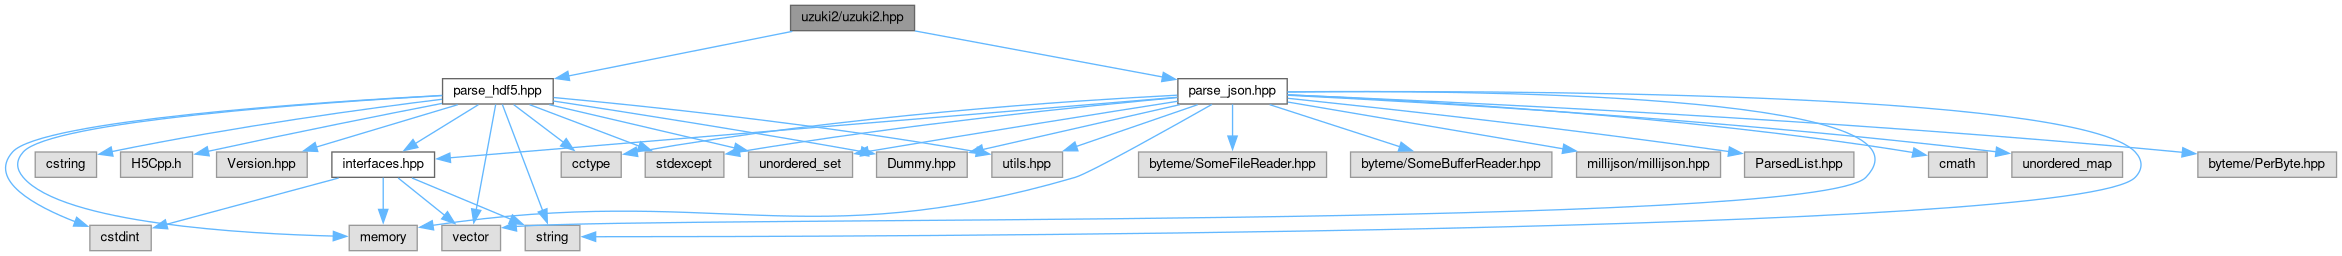 uzuki2/uzuki2.hpp
parse_hdf5.hpp
parse_json.hpp
cstring
H5Cpp.h
Version.hpp
interfaces.hpp
cctype
stdexcept
unordered_set
Dummy.hpp
utils.hpp
byteme/SomeFileReader.hpp
byteme/SomeBufferReader.hpp
millijson/millijson.hpp
ParsedList.hpp
cmath
unordered_map
byteme/PerByte.hpp
cstdint
memory
vector
string